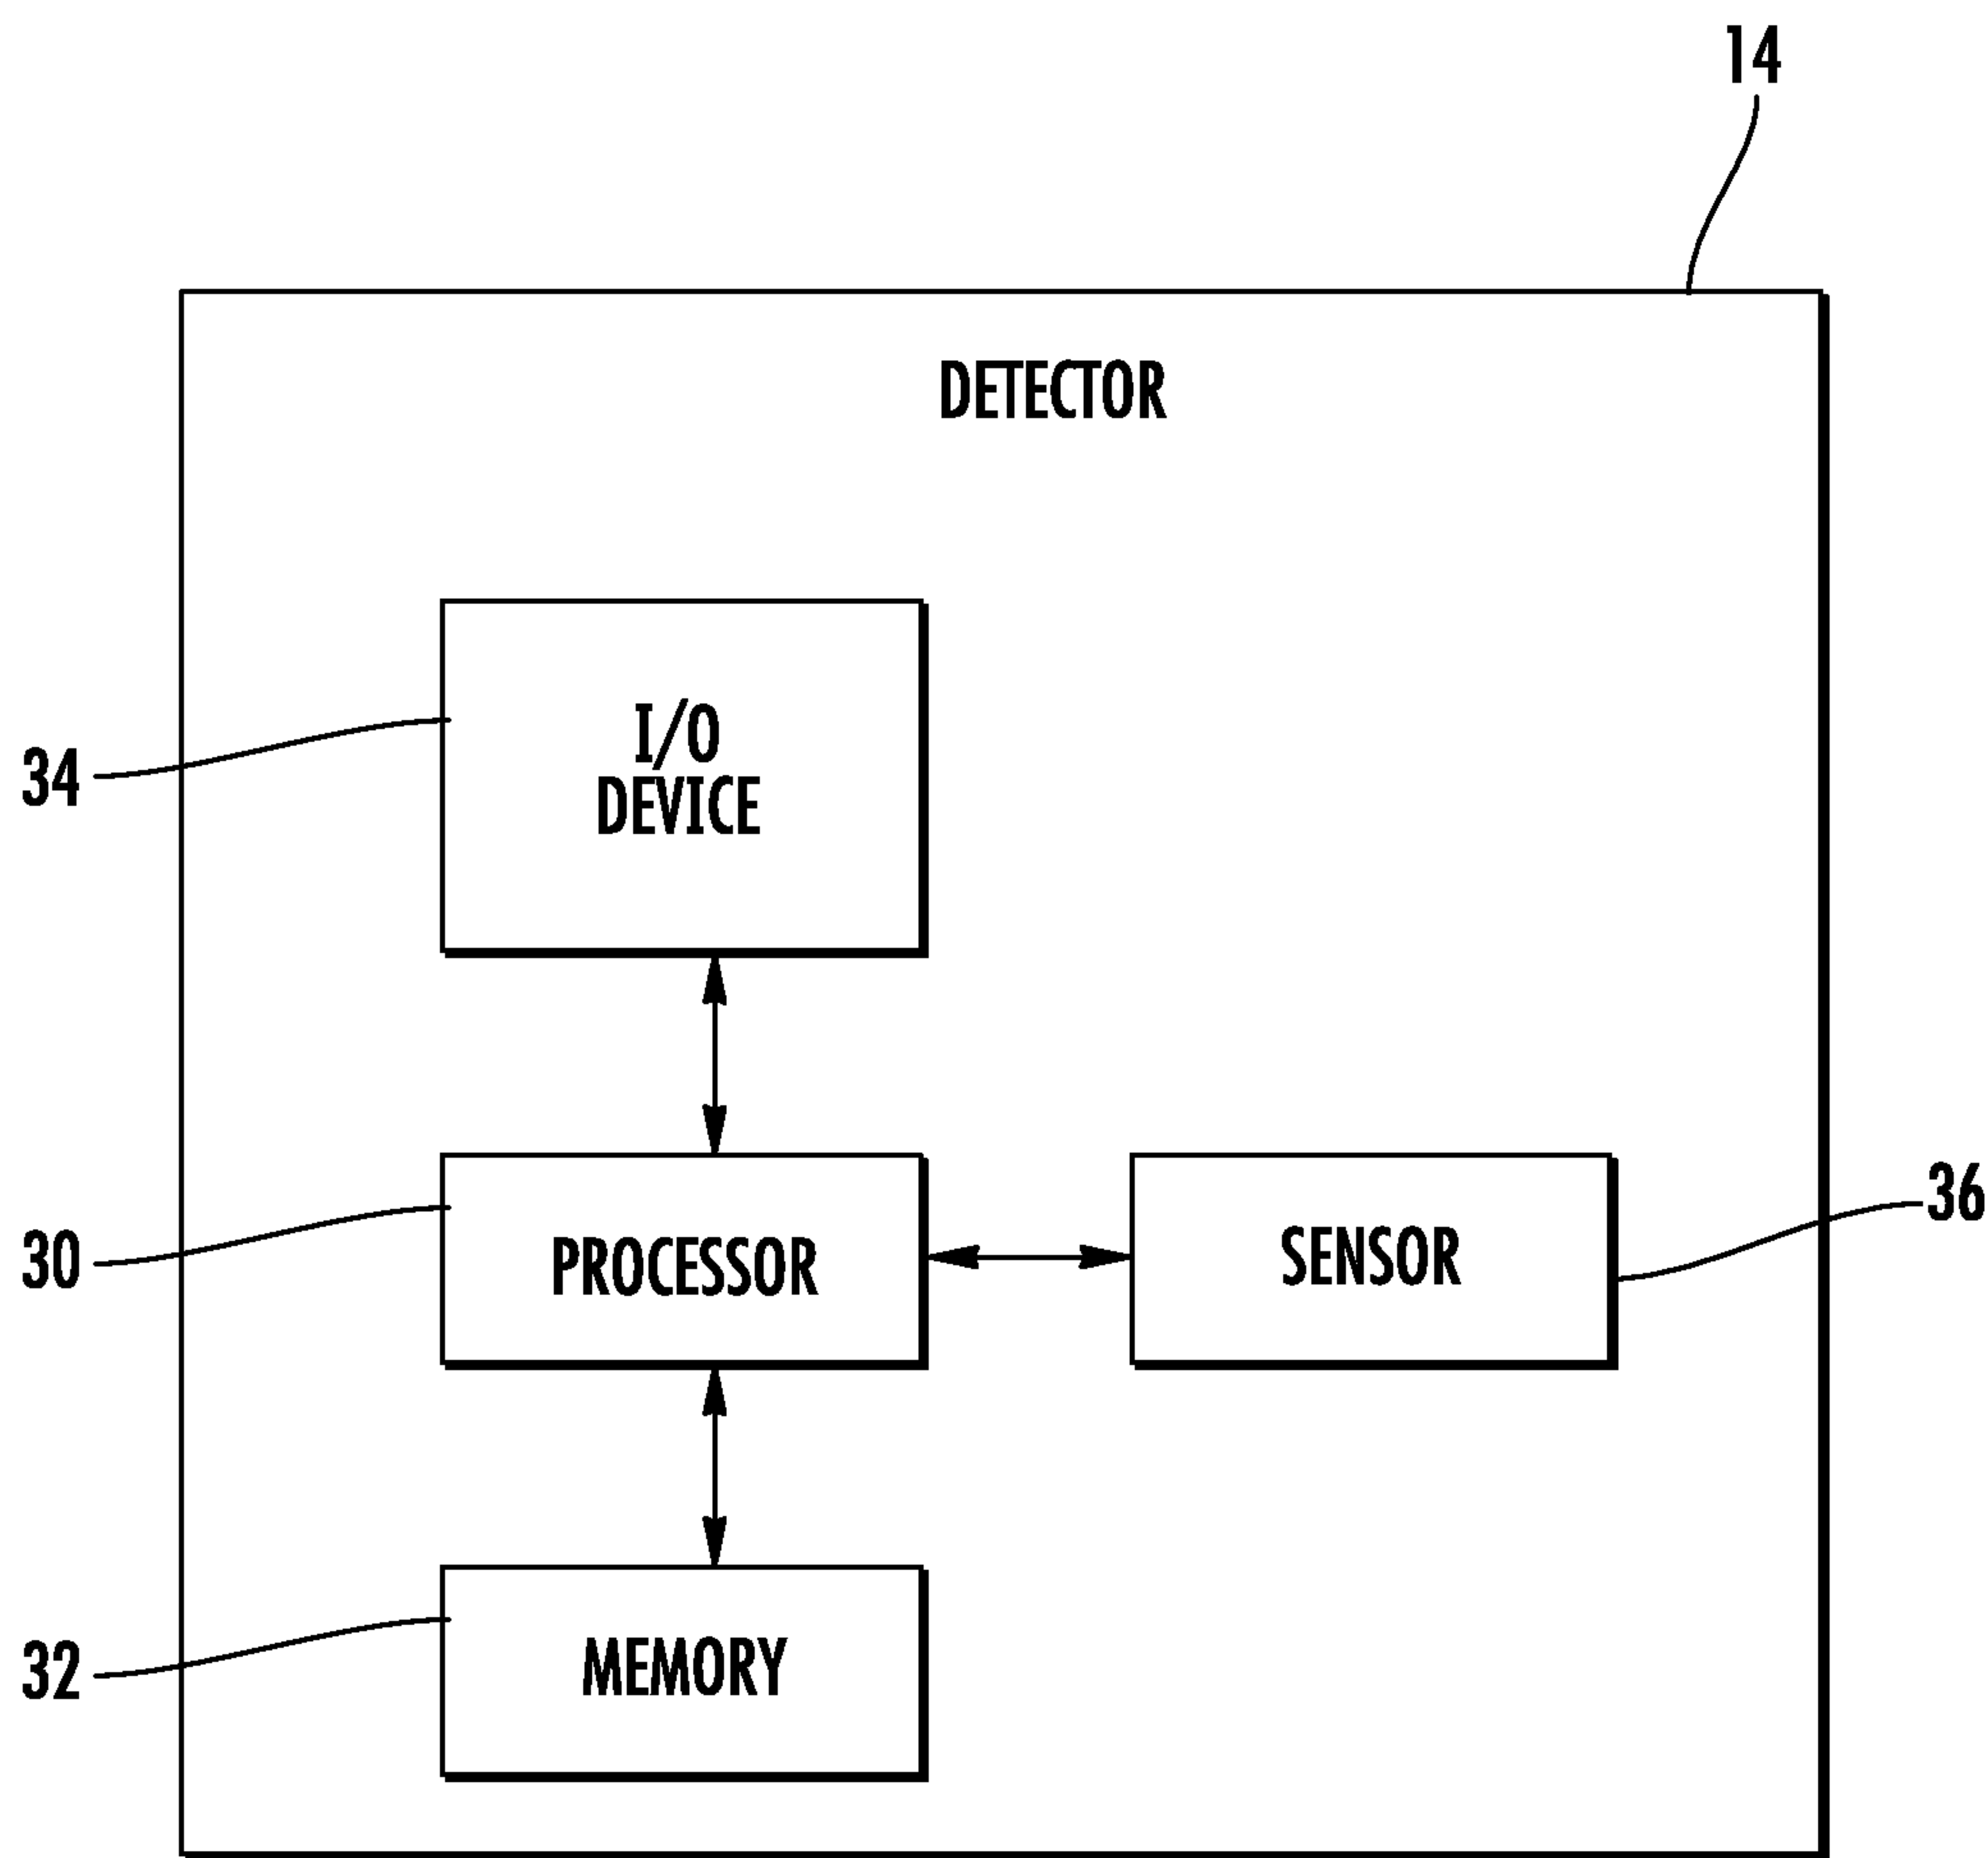 14
DETECTOR
I/O
DEVICE
34
30
PROCESSOR
SENSOR
36
32
MEMORY